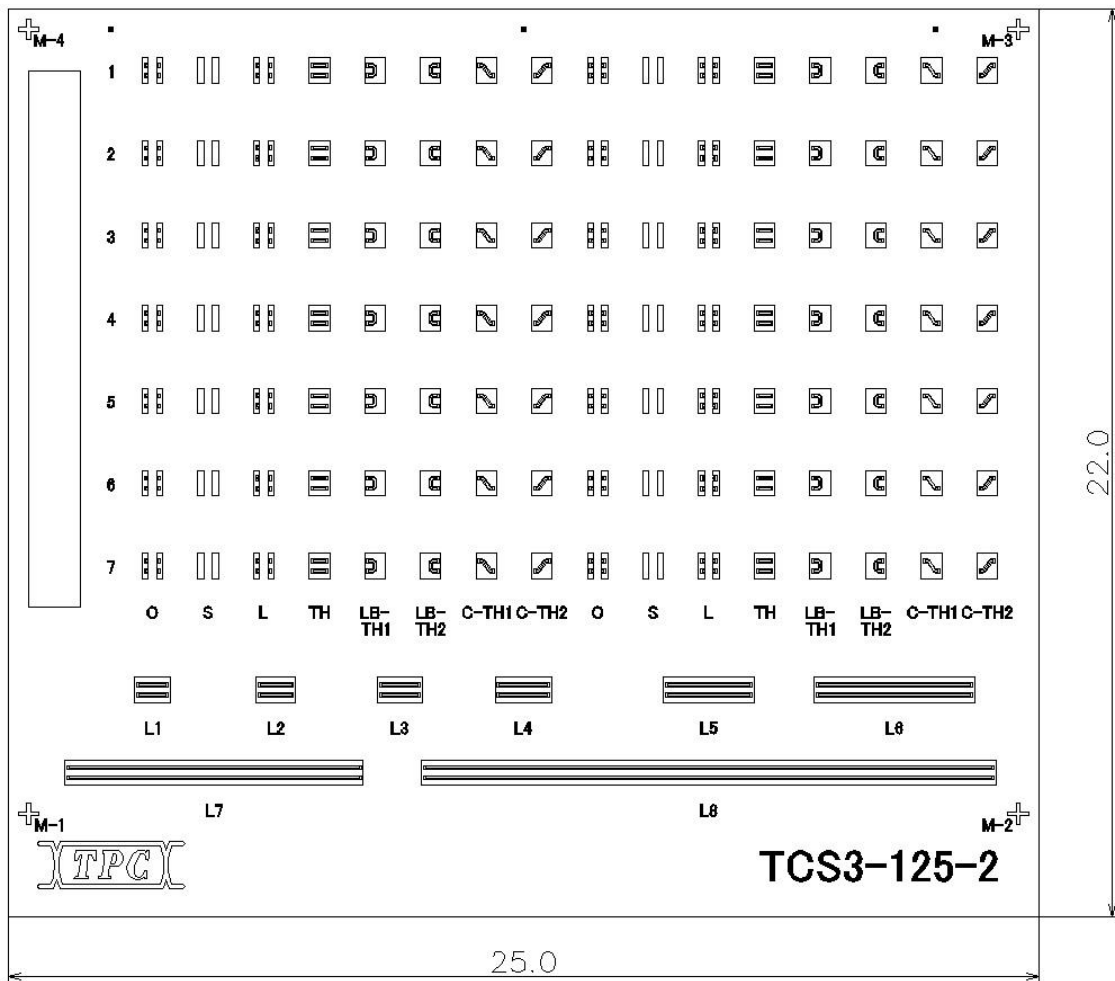 M-4 M-3
1
2
3
4
5
6
7
O S L TH LB-TH1 LB-TH2 C-TH1 C-TH2 O S L TH LB-TH1 LB-TH2 C-TH1 C-TH2
L1 L2 L3 L4 L5 L6
L7 L8
M-1 M-2
TPC TCS3-125-2
25.0
22.0